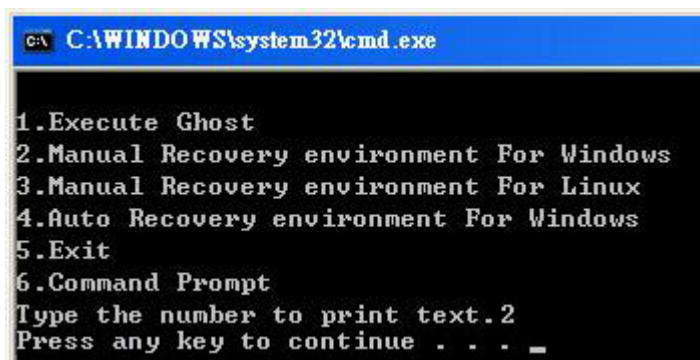 C:\WINDOWS\system32\cmd.exe
1.Execute Ghost
2.Manual Recovery environment For Windows
3.Manual Recovery environment For Linux
4.Auto Recovery environment For Windows
5.Exit
6.Command Prompt
Type the number to print text.2
Press any key to continue . . . _